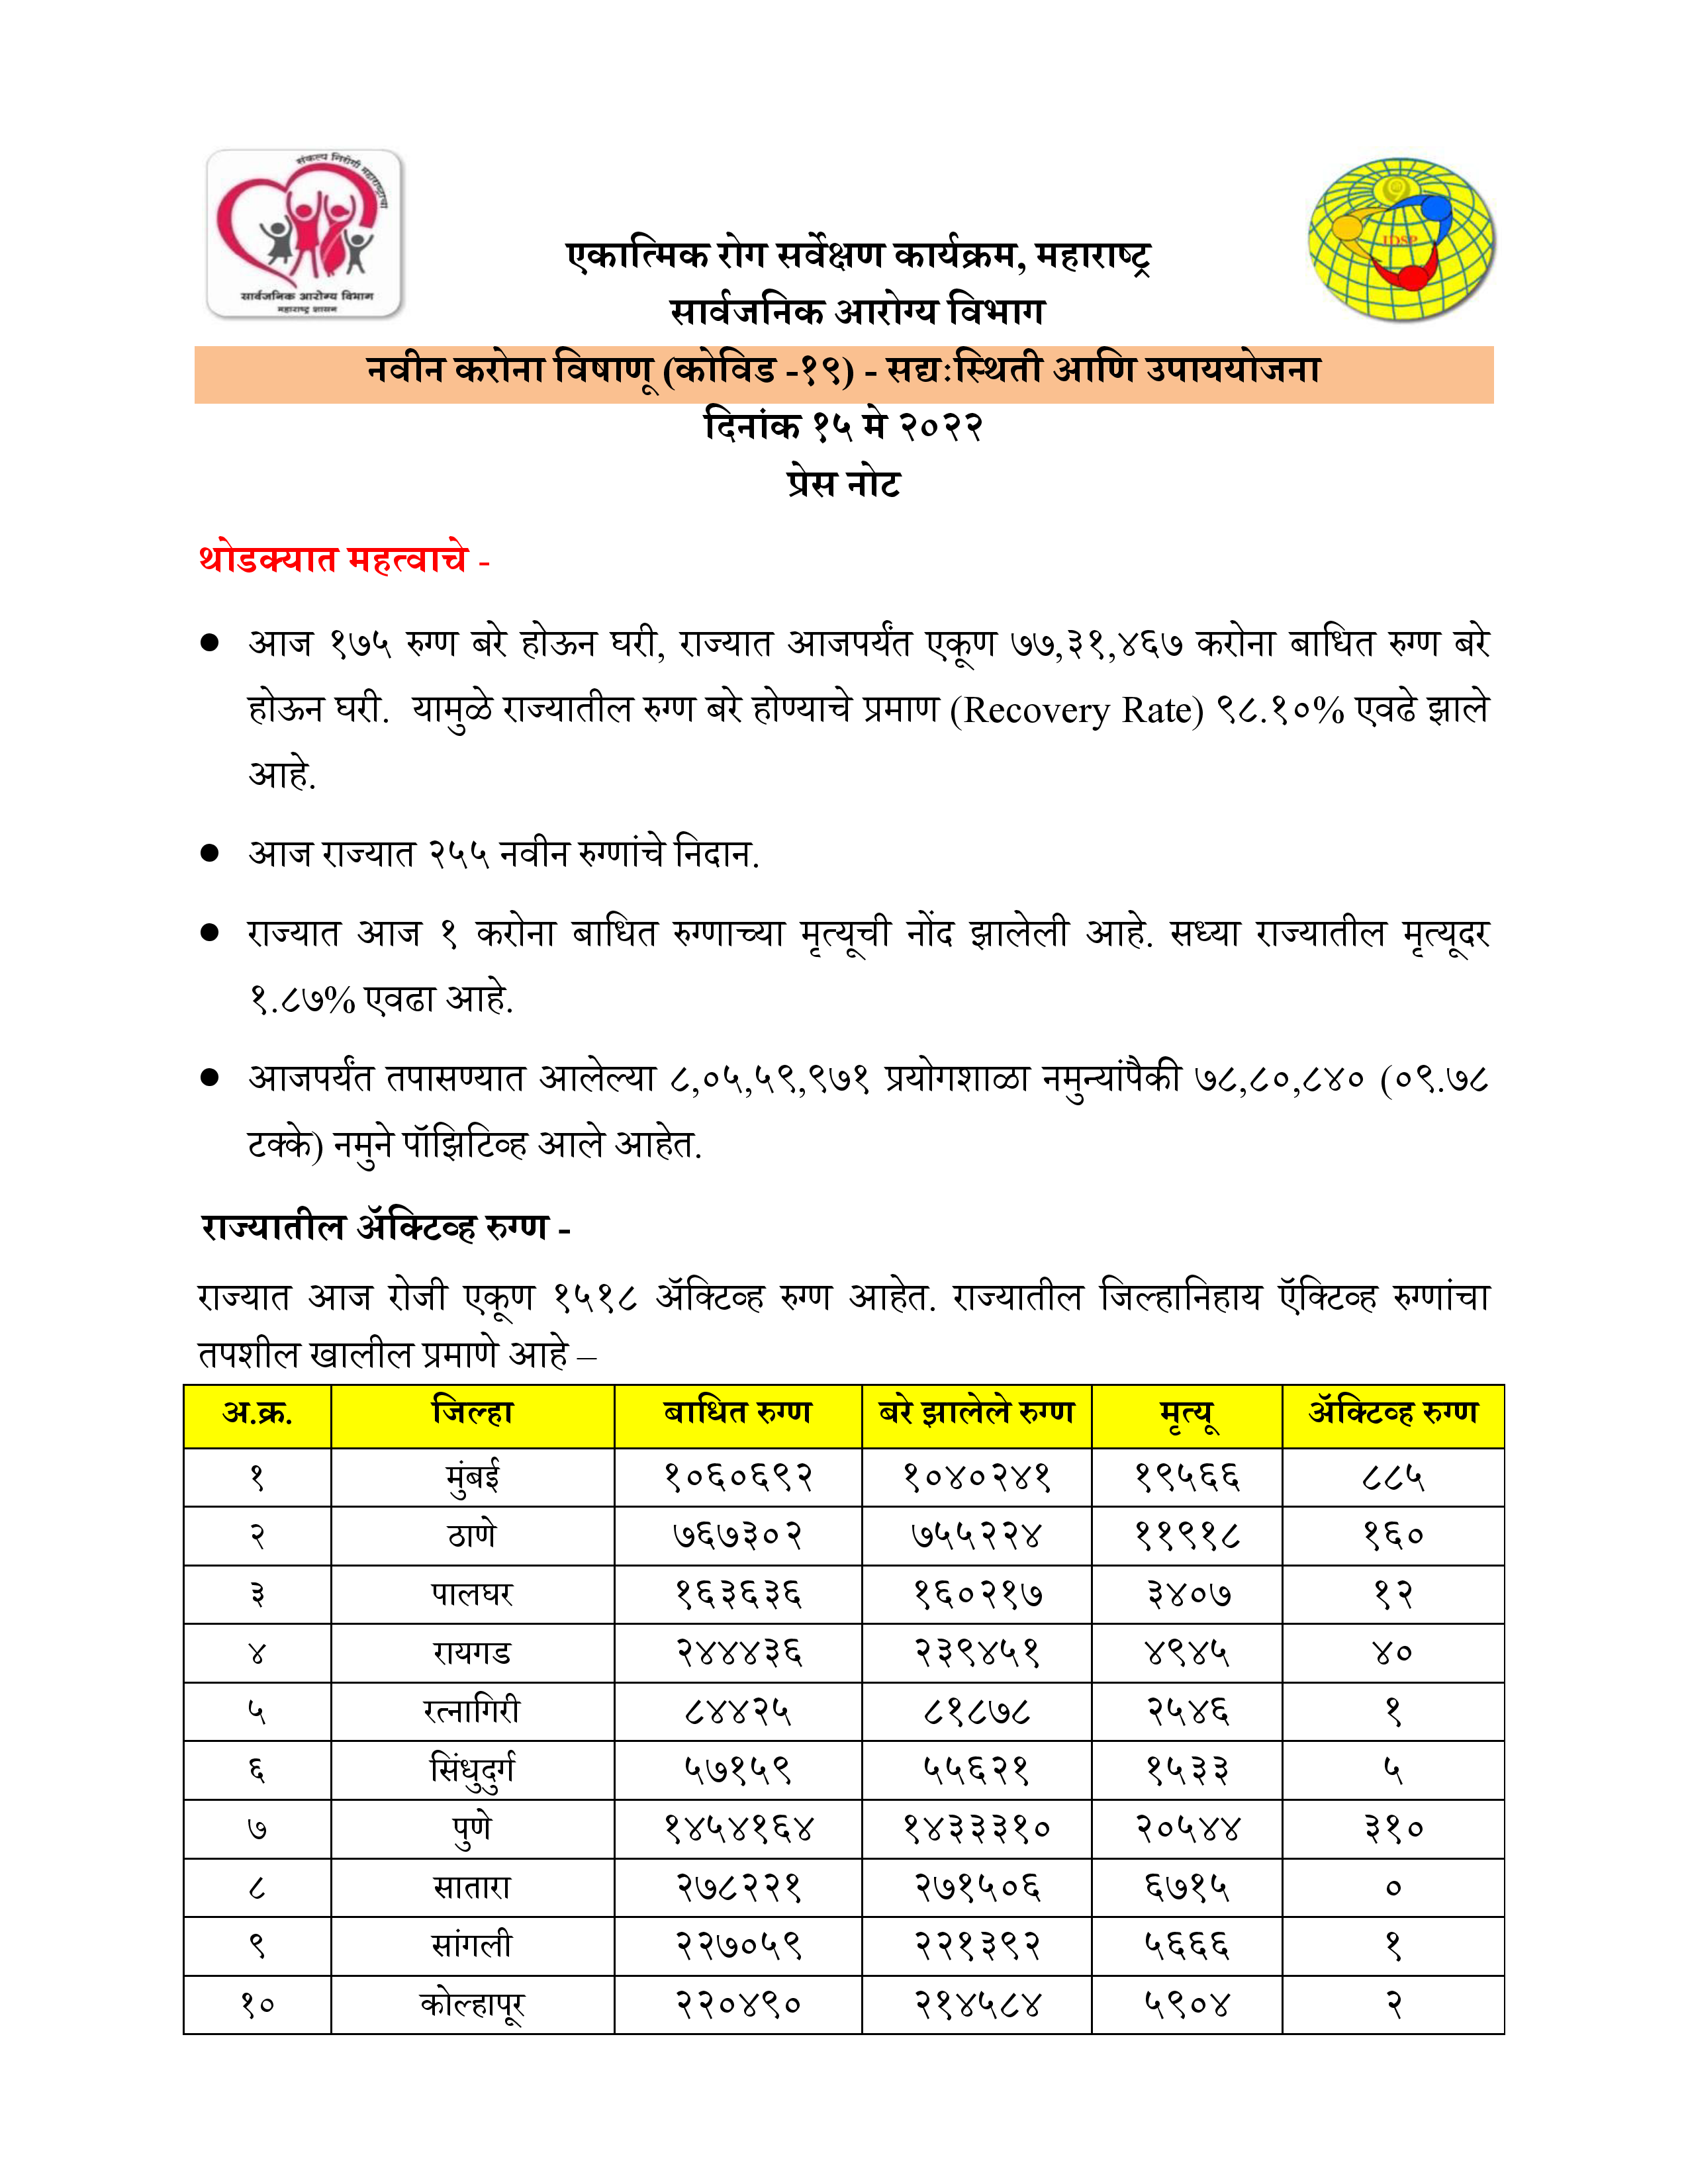 संकल्प निरोगी महाराष्ट्राचा
सार्वजनिक आरोग्य विभाग
महाराष्ट्र शासन
IDSP
एकात्मिक रोग सर्वेक्षण कार्यक्रम, महाराष्ट्र
सार्वजनिक आरोग्य विभाग
नवीन करोना विषाणू (कोविड -१९) - सद्यःस्थिती आणि उपाययोजना
दिनांक १५ मे २०२२
प्रेस नोट
थोडक्यात महत्वाचे -
● आज १७५ रुग्ण बरे होऊन घरी, राज्यात आजपर्यंत एकूण ७७,३१,४६७ करोना बाधित रुग्ण बरे
होऊन घरी. यामुळे राज्यातील रुग्ण बरे होण्याचे प्रमाण (Recovery Rate) ९८.१०% एवढे झाले
आहे.
● आज राज्यात २५५ नवीन रुग्णांचे निदान.
● राज्यात आज १ करोना बाधित रुग्णाच्या मृत्यूची नोंद झालेली आहे. सध्या राज्यातील मृत्यूदर
१.८७% एवढा आहे.
● आजपर्यंत तपासण्यात आलेल्या ८,०५,५९,९७१ प्रयोगशाळा नमुन्यांपैकी ७८,८०,८४० (०९.७८
टक्के) नमुने पॉझिटिव्ह आले आहेत.
राज्यातील ॲक्टिव्ह रुग्ण -
राज्यात आज रोजी एकूण १५१८ ॲक्टिव्ह रुग्ण आहेत. राज्यातील जिल्हानिहाय ऍक्टिव्ह रुग्णांचा
तपशील खालील प्रमाणे आहे –
अ.क्र. जिल्हा बाधित रुग्ण बरे झालेले रुग्ण मृत्यू ॲक्टिव्ह रुग्ण
१ मुंबई १०६०६९२ १०४०२४१ १९५६६ ८८५
२ ठाणे ७६७३०२ ७५५२२४ ११९१८ १६०
३ पालघर १६३६३६ १६०२१७ ३४०७ १२
४ रायगड २४४४३६ २३९४५१ ४९४५ ४०
५ रत्नागिरी ८४४२५ ८१८७८ २५४६ १
६ सिंधुदुर्ग ५७१५९ ५५६२१ १५३३ ५
७ पुणे १४५४१६४ १४३३३१० २०५४४ ३१०
८ सातारा २७८२२१ २७१५०६ ६७१५ ०
९ सांगली २२७०५९ २२१३९२ ५६६६ १
१० कोल्हापूर २२०४९० २१४५८४ ५९०४ २